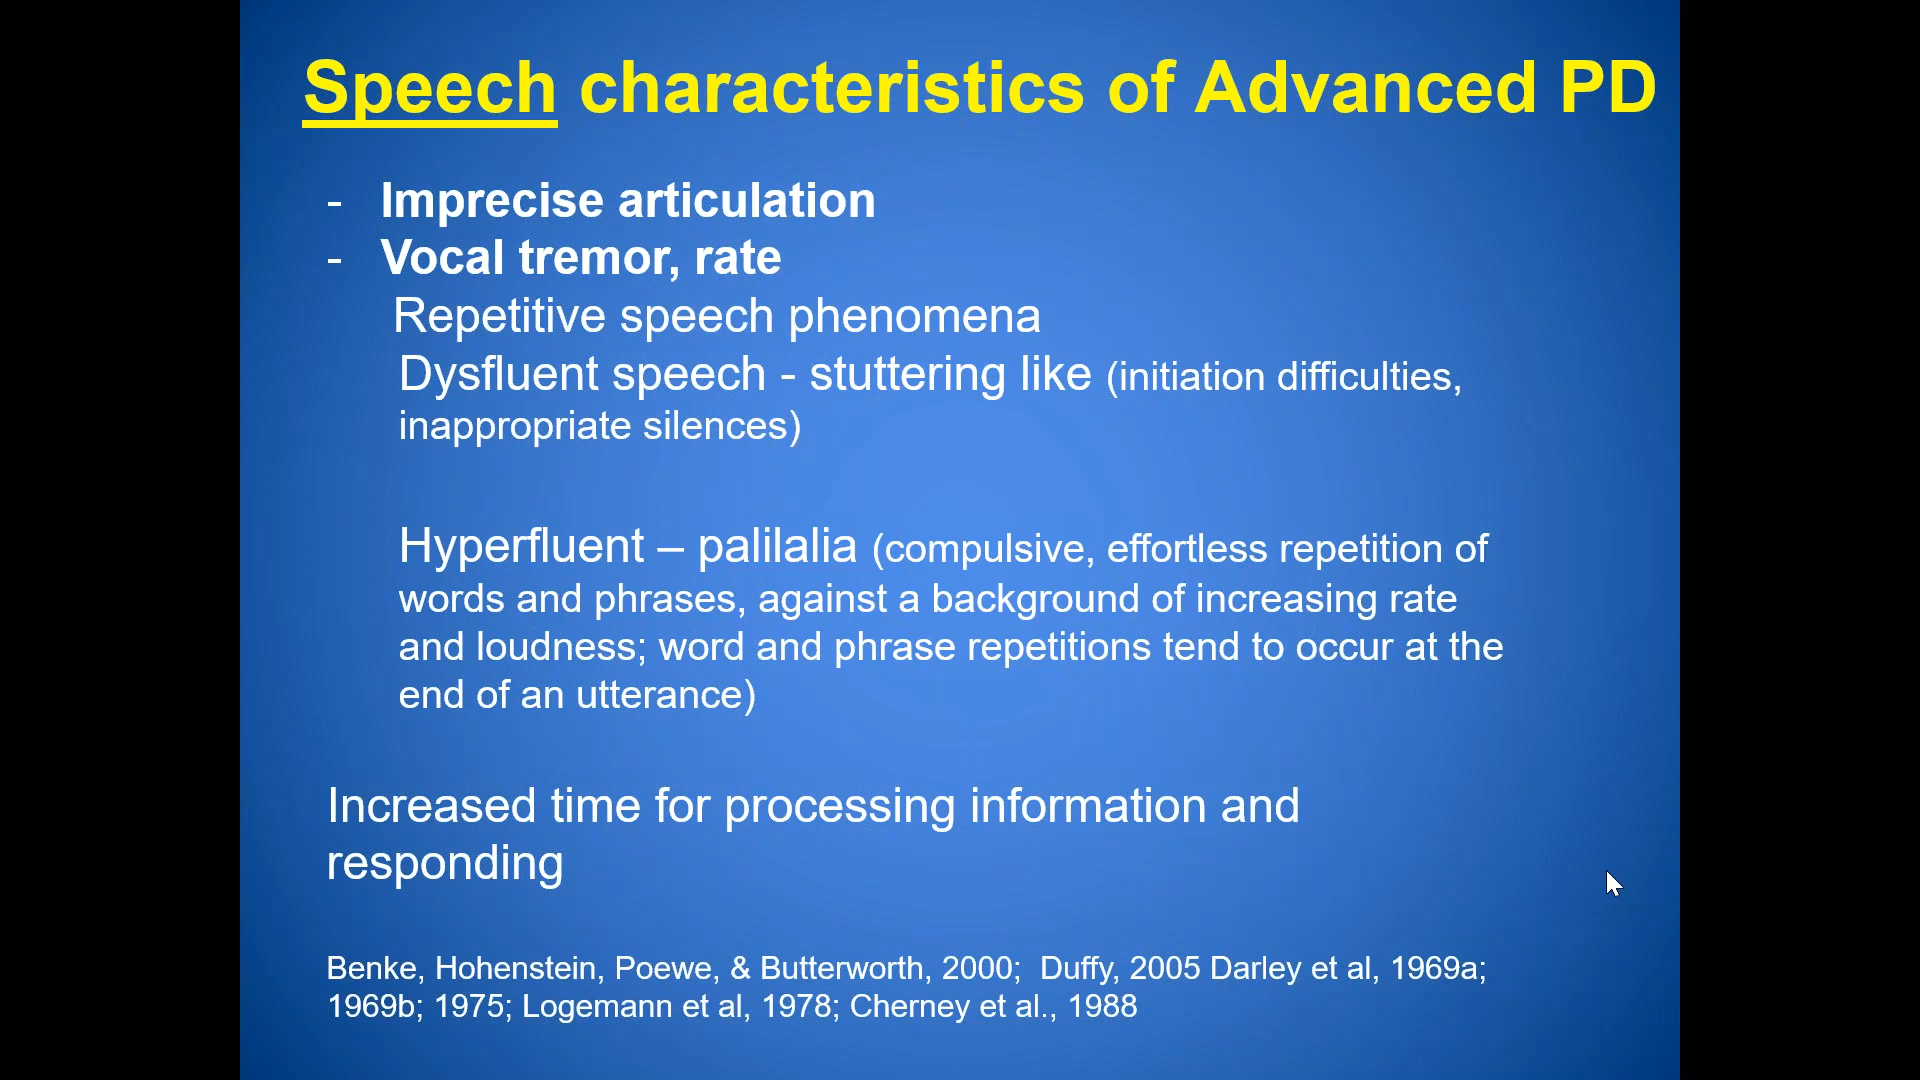 Speech characteristics of Advanced PD
- Imprecise articulation
- Vocal tremor, rate
Repetitive speech phenomena
Dysfluent speech - stuttering like (initiation difficulties,
inappropriate silences)
Hyperfluent – palilalia (compulsive, effortless repetition of
words and phrases, against a background of increasing rate
and loudness; word and phrase repetitions tend to occur at the
end of an utterance)
Increased time for processing information and
responding
Benke, Hohenstein, Poewe, & Butterworth, 2000;  Duffy, 2005 Darley et al, 1969a;
1969b; 1975; Logemann et al, 1978; Cherney et al., 1988